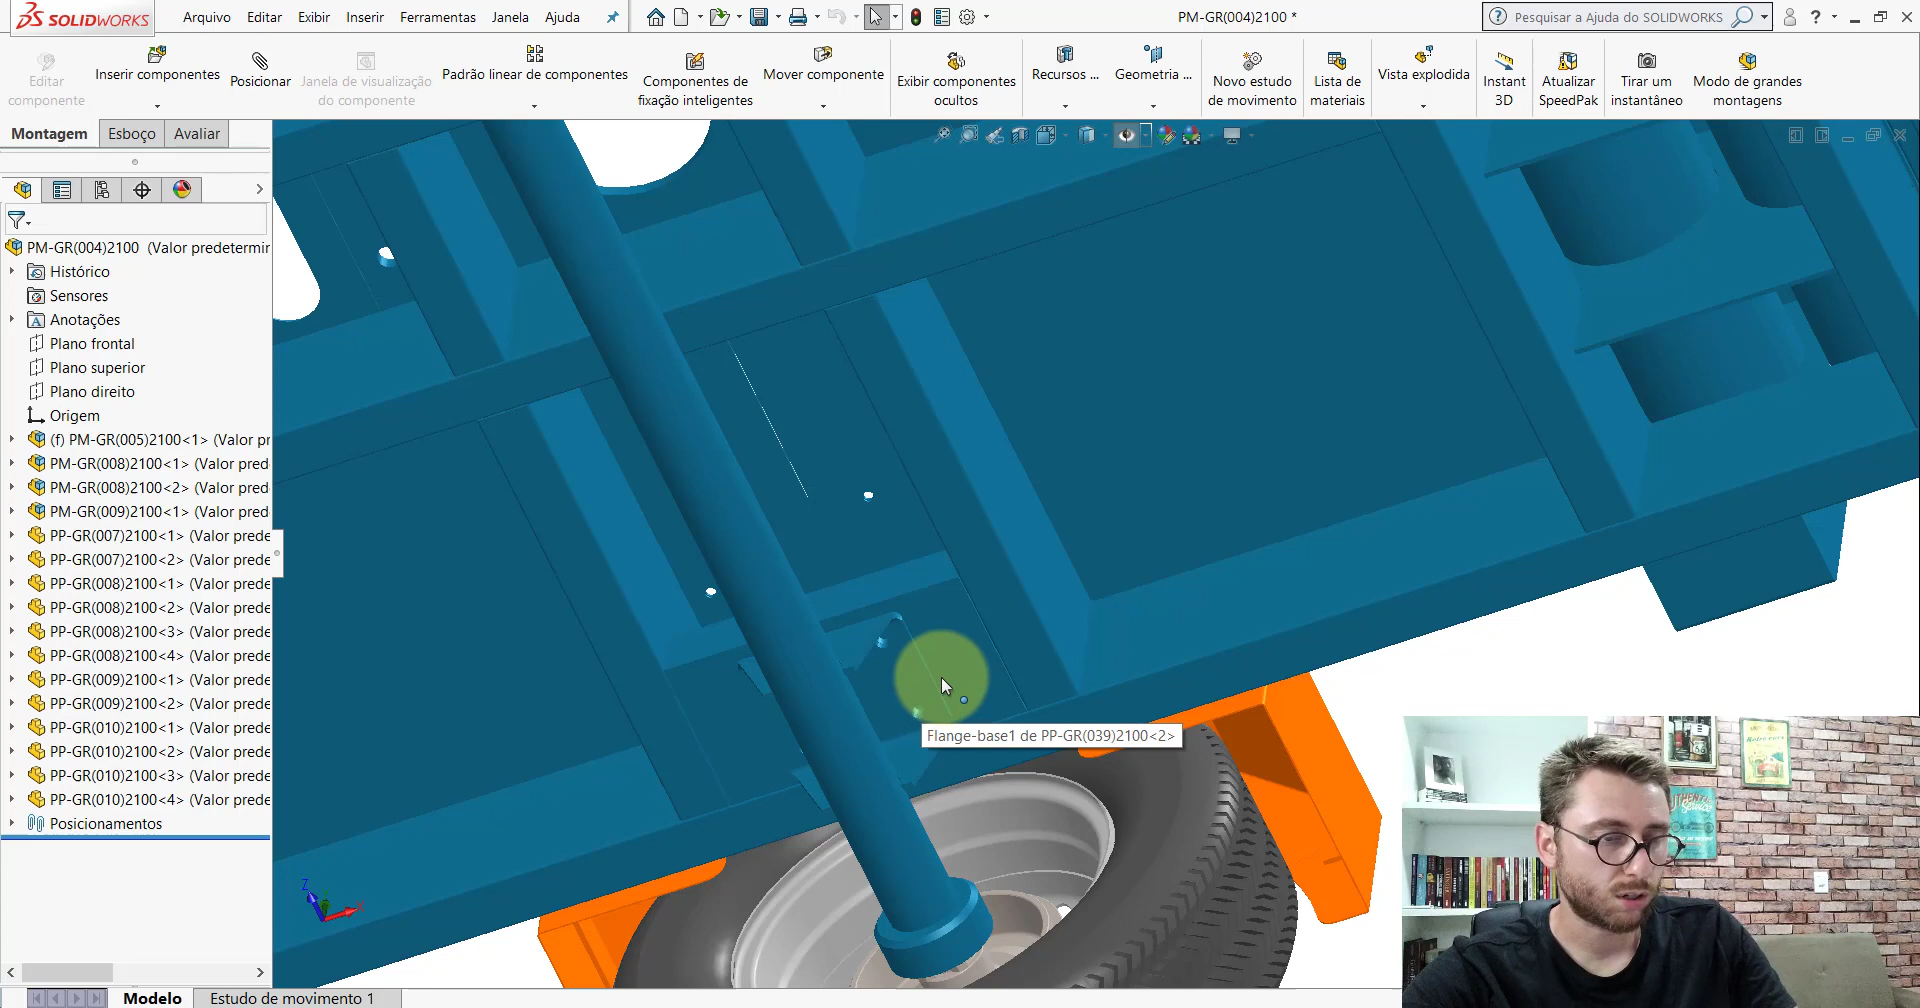 SOLIDWORKS
Arquivo Editar Exibir Inserir Ferramentas Janela Ajuda
PM-GR(004)2100 *
Pesquisar a Ajuda do SOLIDWORKS
Editar componente
Inserir componentes
Posicionar
Janela de visualização do componente
Padrão linear de componentes
Componentes de fixação inteligentes
Mover componente
Exibir componentes ocultos
Recursos ...
Geometria ...
Novo estudo de movimento
Lista de materiais
Vista explodida
Instant 3D
Atualizar SpeedPak
Tirar um instantâneo
Modo de grandes montagens
Montagem Esboço Avaliar
PM-GR(004)2100 (Valor predetermir
Histórico
Sensores
Anotações
Plano frontal
Plano superior
Plano direito
Origem
(f) PM-GR(005)2100<1> (Valor pr
PM-GR(008)2100<1> (Valor pred
PM-GR(008)2100<2> (Valor pred
PM-GR(009)2100<1> (Valor pred
PP-GR(007)2100<1> (Valor prede
PP-GR(007)2100<2> (Valor prede
PP-GR(008)2100<1> (Valor prede
PP-GR(008)2100<2> (Valor prede
PP-GR(008)2100<3> (Valor prede
PP-GR(008)2100<4> (Valor prede
PP-GR(009)2100<1> (Valor prede
PP-GR(009)2100<2> (Valor prede
PP-GR(010)2100<1> (Valor prede
PP-GR(010)2100<2> (Valor prede
PP-GR(010)2100<3> (Valor prede
PP-GR(010)2100<4> (Valor prede
Posicionamentos
Flange-base1 de PP-GR(039)2100<2>
Z
Modelo Estudo de movimento 1